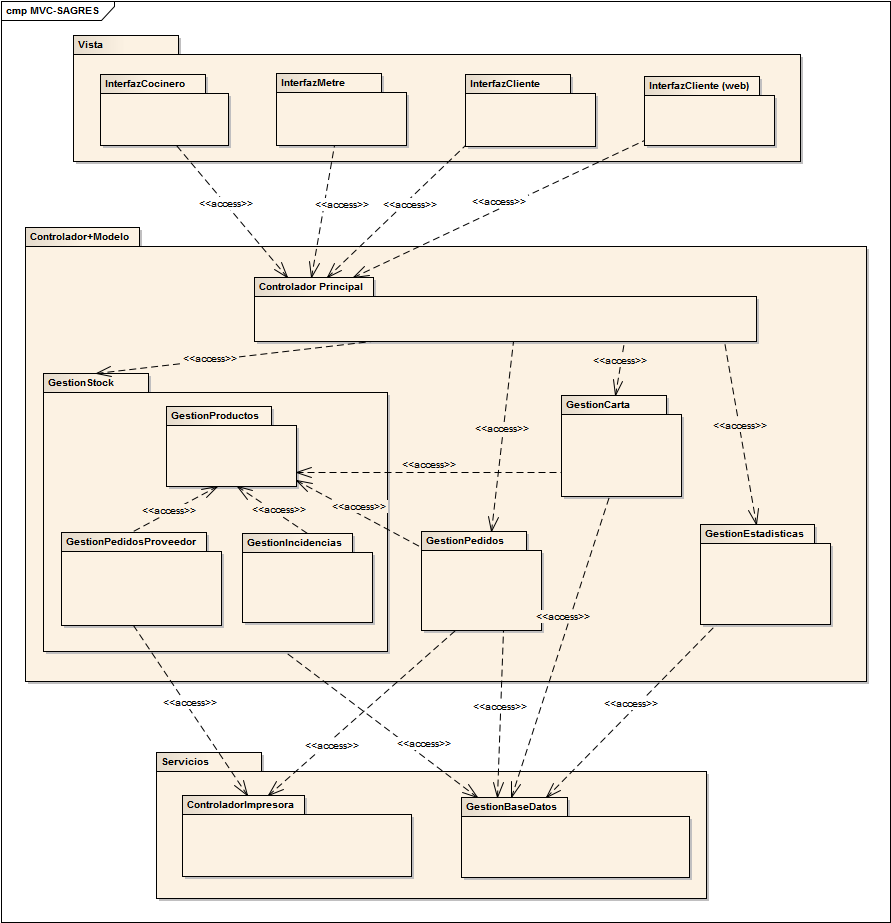 cmp MVC-SAGRES
Vista
InterfazCocinero
InterfazMetre
InterfazCliente
InterfazCliente (web)
<<access>>
<<access>>
<<access>>
<<access>>
Controlador+Modelo
Controlador Principal
<<access>>
<<access>>
GestionStock
GestionCarta
GestionProductos
<<access>>
<<access>>
<<access>>
<<access>>
<<access>>
<<access>>
GestionPedidosProveedor
GestionIncidencias
GestionPedidos
GestionEstadisticas
<<access>>
<<access>>
<<access>>
<<access>>
<<access>>
<<access>>
Servicios
ControladorImpresora
GestionBaseDatos